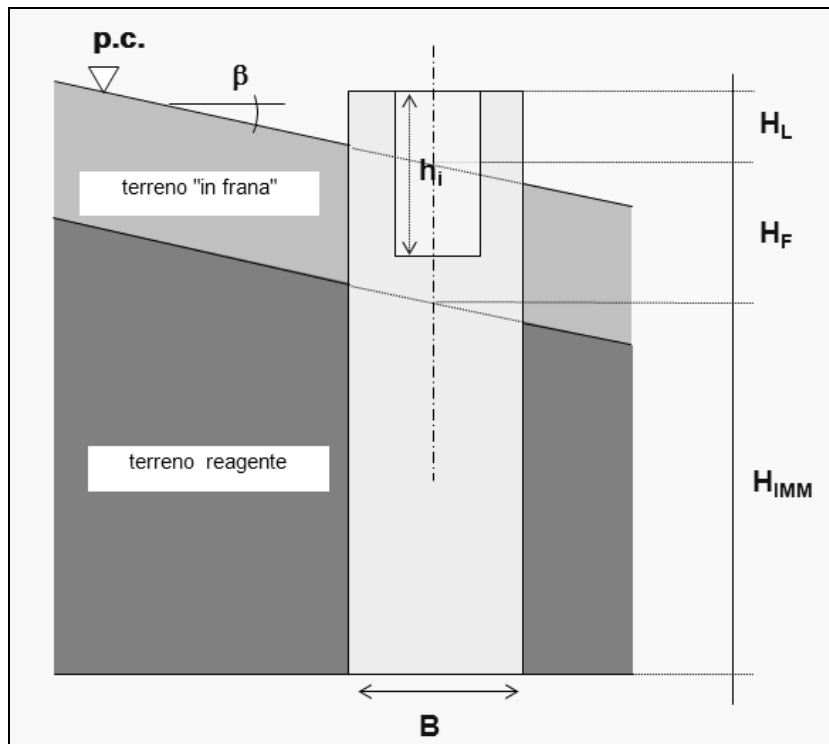 p.c.
β
H_L
h_i
terreno "in frana"
H_F
terreno reagente
H_IMM
B